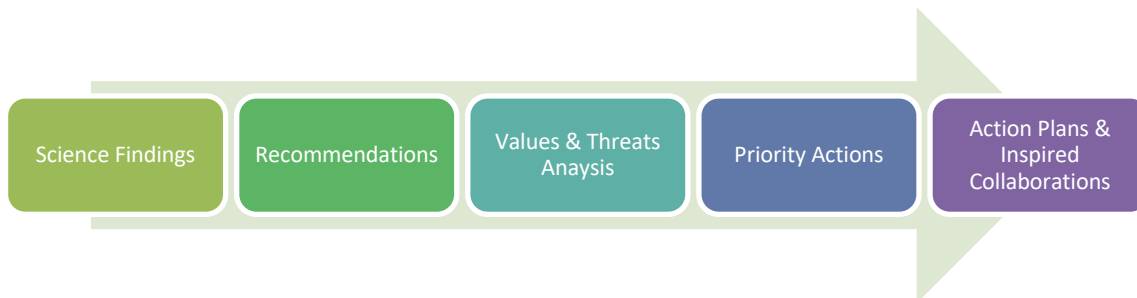 Science Findings
Recommendations
Values & Threats
Anaysis
Priority Actions
Action Plans &
Inspired
Collaborations